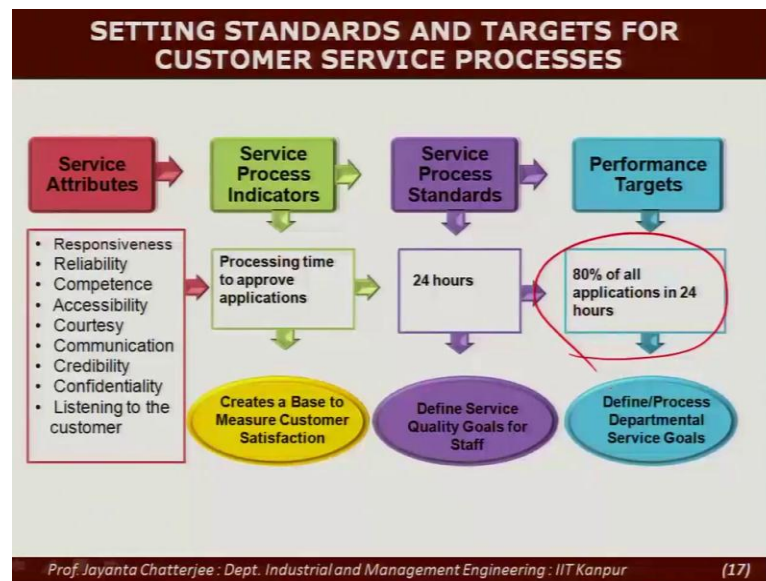 SETTING STANDARDS AND TARGETS FOR
CUSTOMER SERVICE PROCESSES
Service
Attributes
Service
Process
Indicators
Service
Process
Standards
Performance
Targets
• Responsiveness
• Reliability
• Competence
• Accessibility
• Courtesy
• Communication
• Credibility
• Confidentiality
• Listening to the
customer
Processing time
to approve
applications
24 hours
80% of all
applications in 24
hours
Creates a Base to
Measure Customer
Satisfaction
Define Service
Quality Goals for
Staff
Define/Process
Departmental
Service Goals
Prof. Jayanta Chatterjee : Dept. Industrial and Management Engineering : IIT Kanpur
(17)